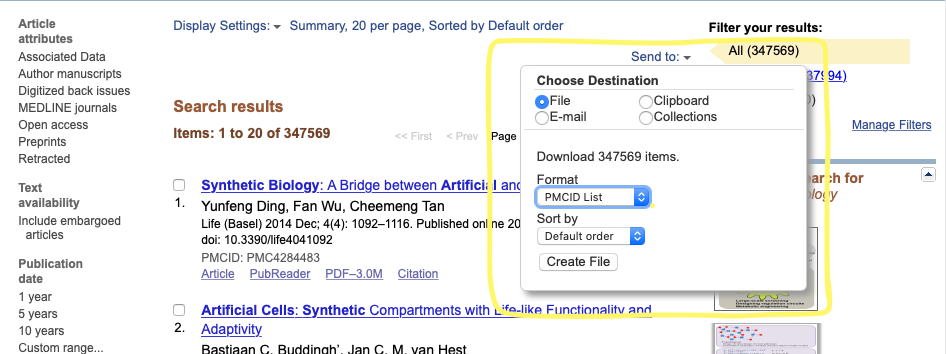 Article
attributes
Associated Data
Author manuscripts
Digitized back issues
MEDLINE journals
Open access
Preprints
Retracted
Text
availability
Include embargoed
articles
Publication
date
1 year
5 years
10 years
Custom range...
Display Settings: Summary, 20 per page, Sorted by Default order
Send to:
Search results
Items: 1 to 20 of 347569
<< First < Prev Page
Synthetic Biology: A Bridge between Artificial and
1. Yunfeng Ding, Fan Wu, Cheemeng Tan
Life (Basel) 2014 Dec; 4(4): 1092–1116. Published online 20
doi: 10.3390/life4041092
PMCID: PMC4284483
Article PubReader PDF–3.0M Citation
Artificial Cells: Synthetic Compartments with Life-like Functionality and
2. Adaptivity
Bastiaan C. Buddingh', Jan C. M. van Hest
Choose Destination
File Clipboard
E-mail Collections
Download 347569 items.
Format
PMCID List
Sort by
Default order
Create File
Filter your results:
All (347569)
37994)
)
Manage Filters
arch for
ology